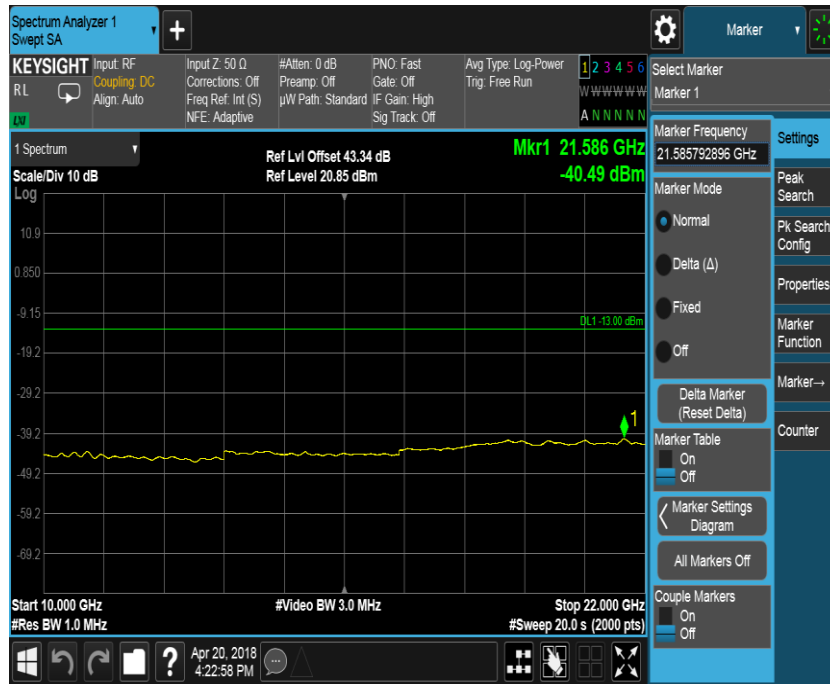 Spectrum Analyzer 1
Swept SA
+
Marker
KEYSIGHT
RL
LXI
Input: RF
Coupling: DC
Align: Auto
Input Z: 50 Ω
Corrections: Off
Freq Ref: Int (S)
NFE: Adaptive
#Atten: 0 dB
Preamp: Off
µW Path: Standard
PNO: Fast
Gate: Off
IF Gain: High
Sig Track: Off
Avg Type: Log-Power
Trig: Free Run
1 2 3 4 5 6
W W W W W W
A N N N N N
Select Marker
Marker 1
1 Spectrum
Scale/Div 10 dB
Log
Ref Lvl Offset 43.34 dB
Ref Level 20.85 dBm
Mkr1 21.586 GHz
-40.49 dBm
10.9
0.850
-9.15
-19.2
-29.2
-39.2
-49.2
-59.2
-69.2
DL1 -13.00 dBm
1
Start 10.000 GHz
#Res BW 1.0 MHz
#Video BW 3.0 MHz
Stop 22.000 GHz
#Sweep 20.0 s (2000 pts)
Marker Frequency
21.585792896 GHz
Marker Mode
Normal
Delta (Δ)
Fixed
Off
Delta Marker
(Reset Delta)
Marker Table
On
Off
Marker Settings
Diagram
All Markers Off
Couple Markers
On
Off
Settings
Peak
Search
Pk Search
Config
Properties
Marker
Function
Marker→
Counter
?
Apr 20, 2018
4:22:58 PM